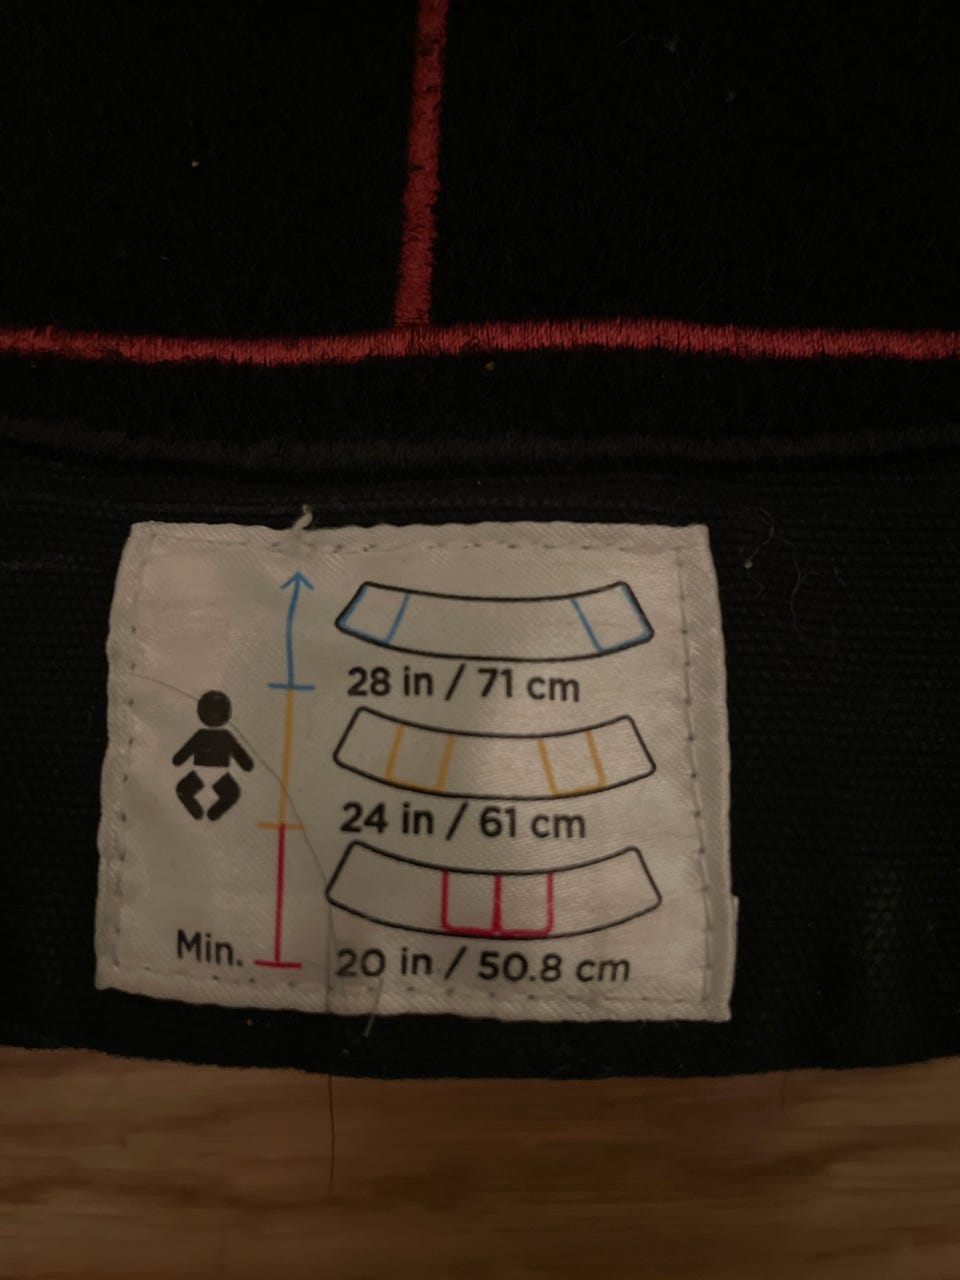 28 in / 71 cm
24 in / 61 cm
Min.
20 in / 50.8 cm